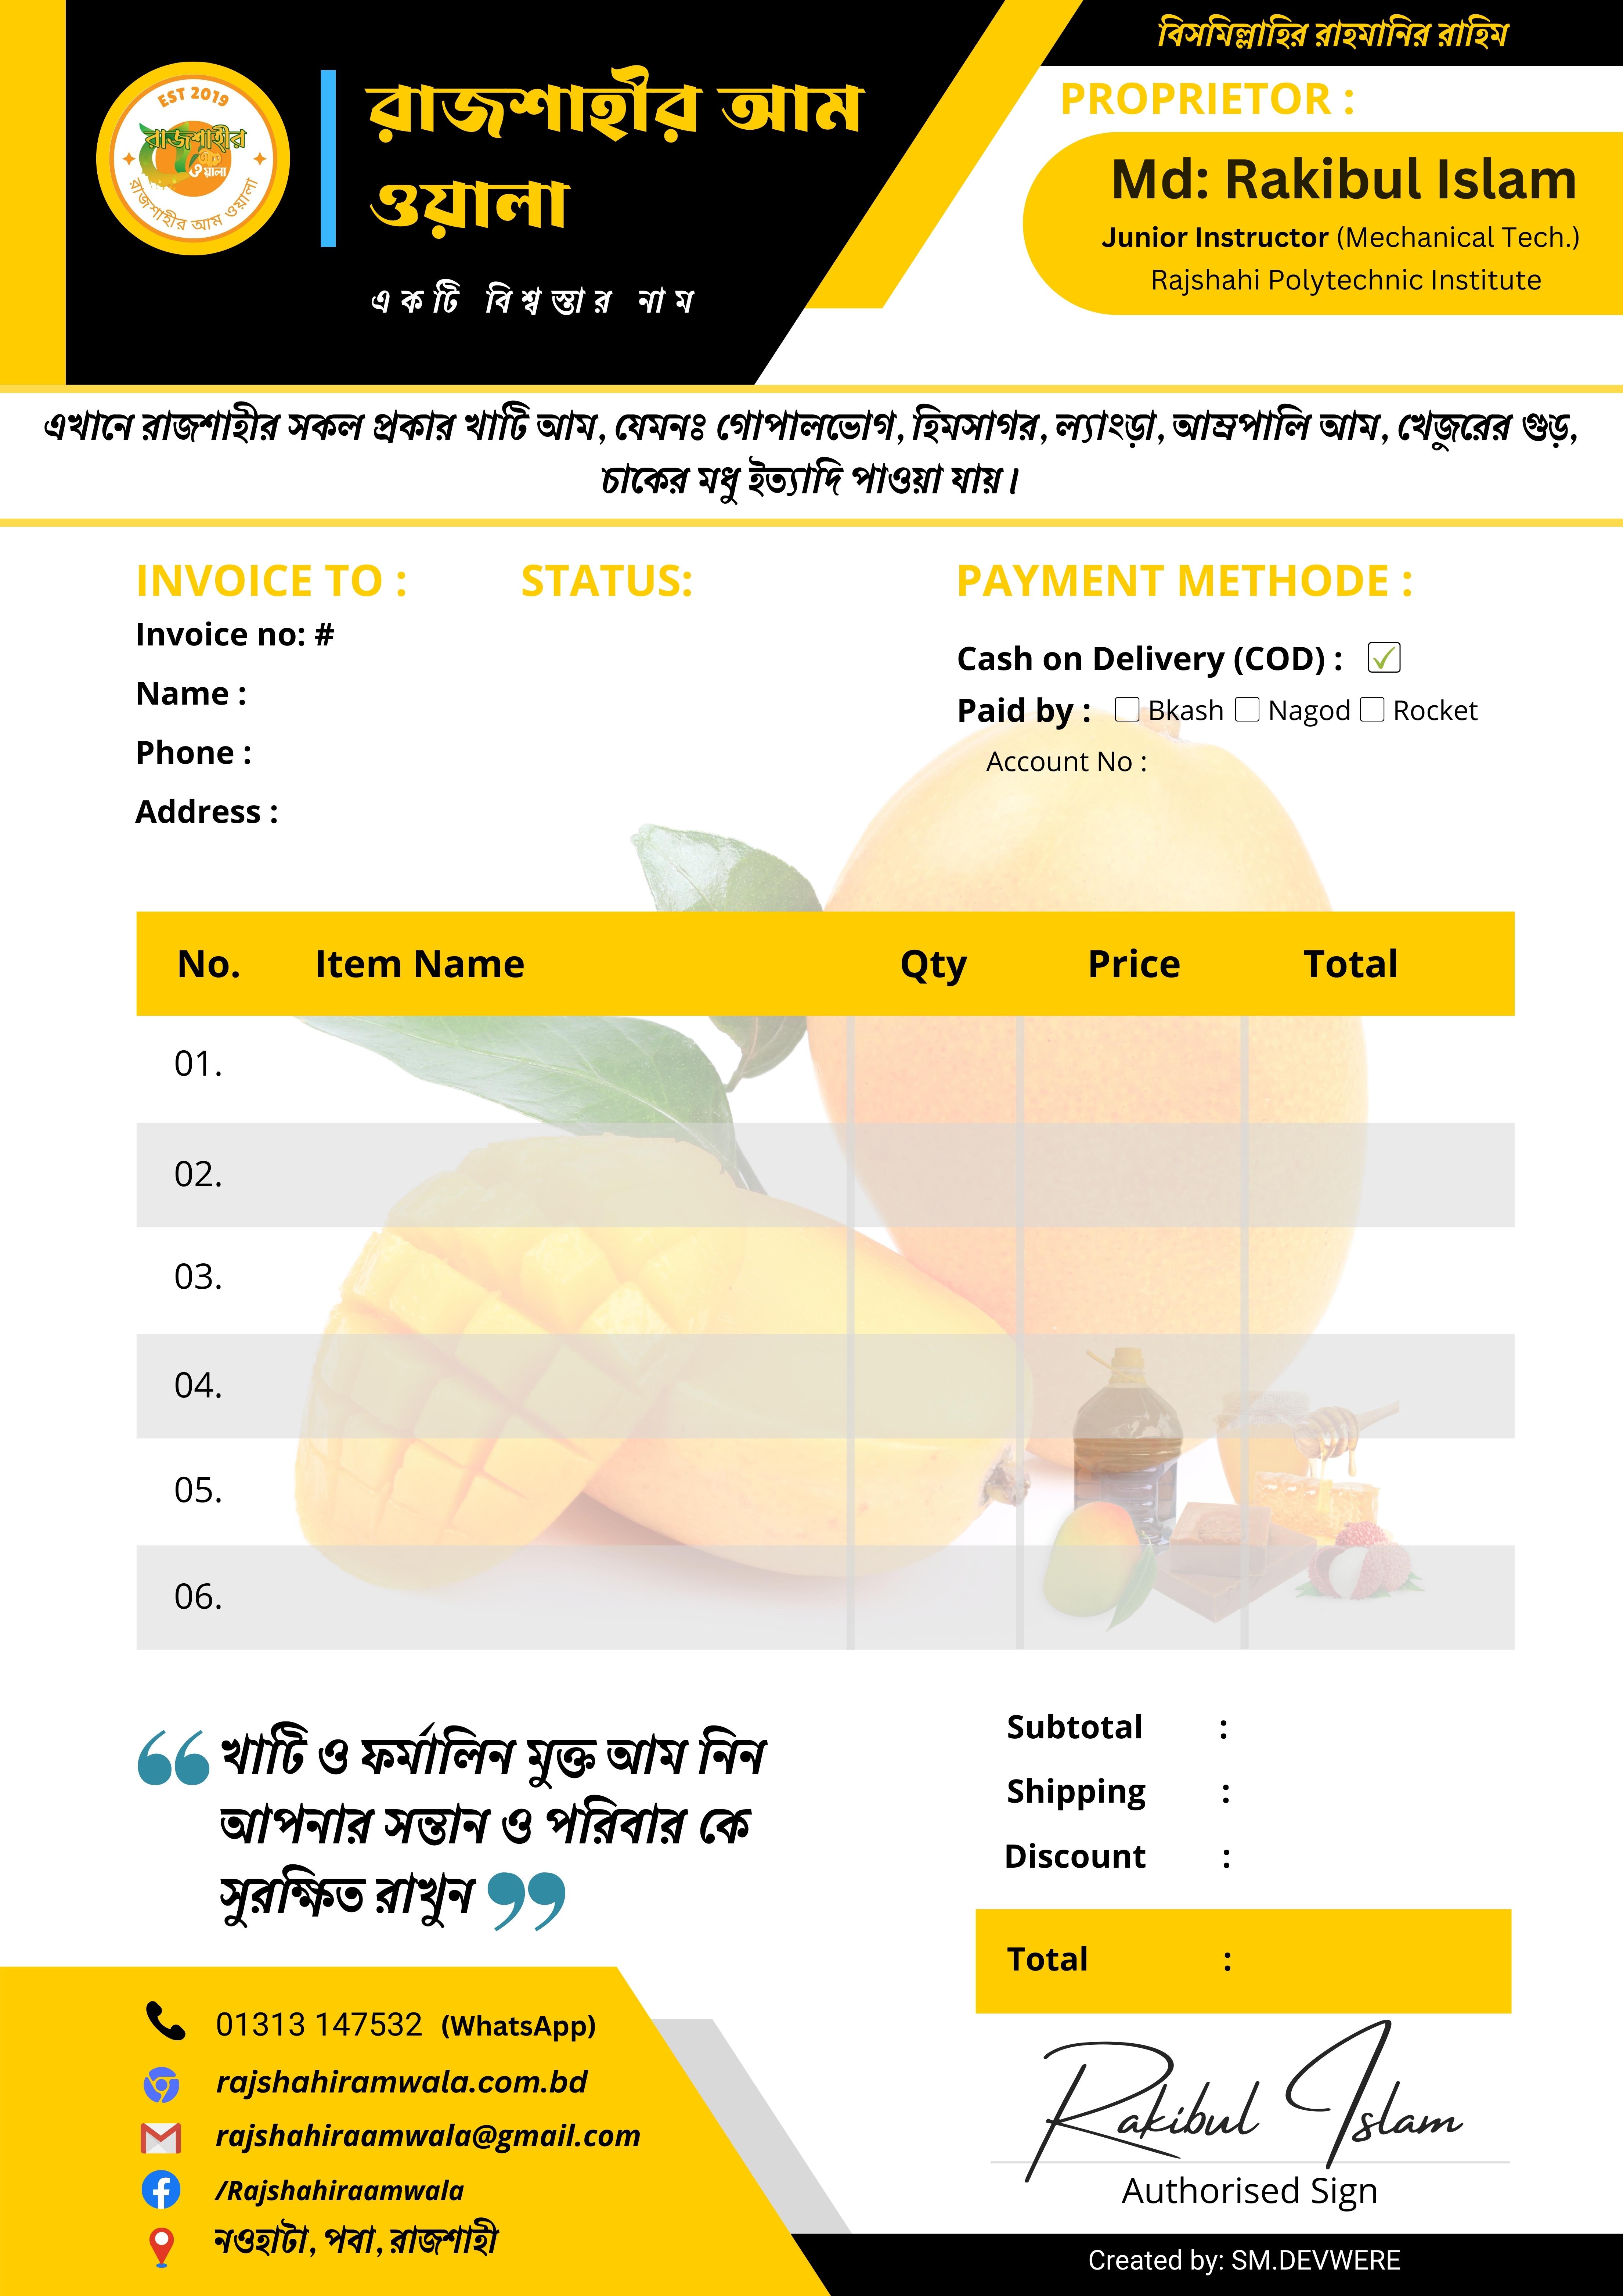 বিসমিল্লাহির রাহমানির রাহিম
EST 2019
রাজশাহীর
আম
ওয়ালা
রাজশাহীর আম ওয়ালা
রাজশাহীর আম
ওয়ালা
একটি বিশ্বস্তার নাম
PROPRIETOR :
Md: Rakibul Islam
Junior Instructor (Mechanical Tech.)
Rajshahi Polytechnic Institute
এখানে রাজশাহীর সকল প্রকার খাটি আম, যেমনঃ গোপালভোগ, হিমসাগর, ল্যাংড়া, আম্রপালি আম, খেজুরের গুড়,
চাকের মধু ইত্যাদি পাওয়া যায়।
INVOICE TO : STATUS: PAYMENT METHODE :
Invoice no: #
Name :
Phone :
Address :
Cash on Delivery (COD) :
Paid by : Bkash Nagod Rocket
Account No :
No. Item Name Qty Price Total
01.
02.
03.
04.
05.
06.
খাটি ও ফর্মালিন মুক্ত আম নিন
আপনার সন্তান ও পরিবার কে
সুরক্ষিত রাখুন
Subtotal :
Shipping :
Discount :
Total :
01313 147532 (WhatsApp)
rajshahiramwala.com.bd
rajshahiraamwala@gmail.com
/Rajshahiraamwala
নওহাটা, পবা, রাজশাহী
Rakibul Islam
Authorised Sign
Created by: SM.DEVWERE